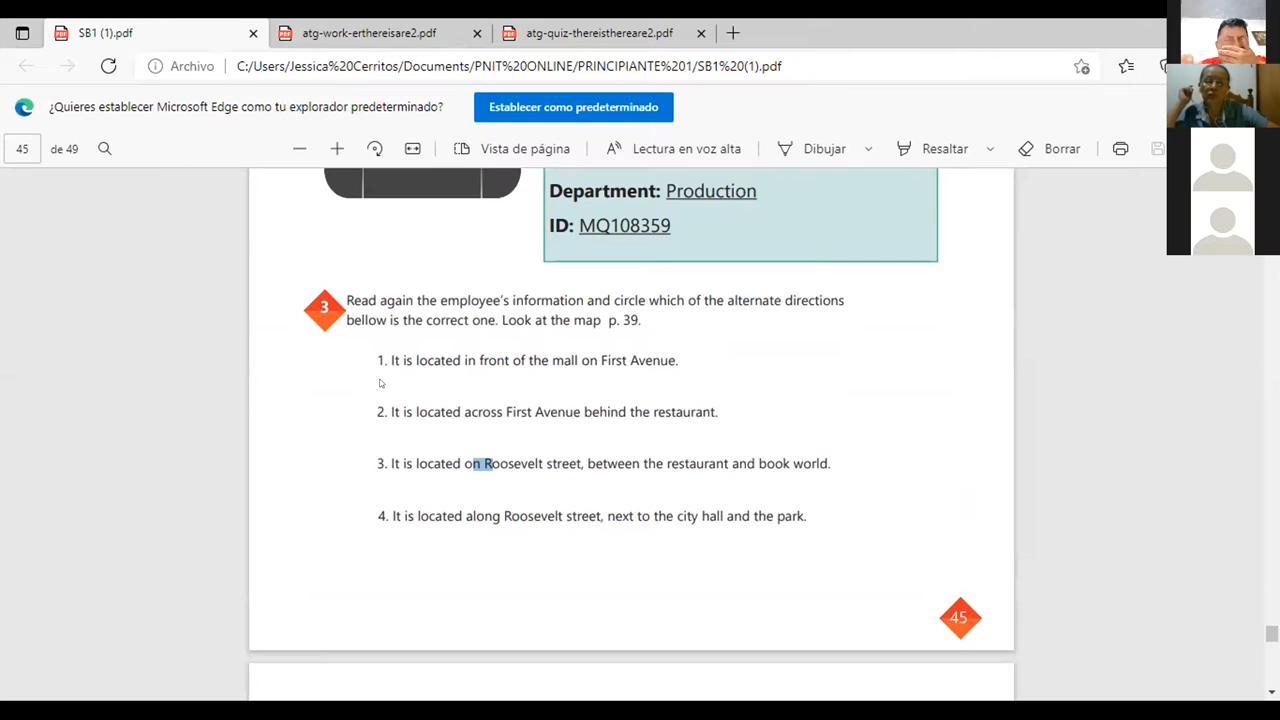 SB1 (1).pdf
atg-work-erthereisare2.pdf
atg-quiz-thereisthereare2.pdf
Archivo
C:/Users/Jessica%20Cerritos/Documents/PNIT%20ONLINE/PRINCIPIANTE%201/SB1%20(1).pdf
¿Quieres establecer Microsoft Edge como tu explorador predeterminado?
Establecer como predeterminado
45
de 49
Vista de página
Lectura en voz alta
Dibujar
Resaltar
Borrar
Department: Production
ID: MQ108359
3
Read again the employee's information and circle which of the alternate directions
bellow is the correct one. Look at the map p. 39.
1. It is located in front of the mall on First Avenue.
2. It is located across First Avenue behind the restaurant.
3. It is located on Roosevelt street, between the restaurant and book world.
4. It is located along Roosevelt street, next to the city hall and the park.
45